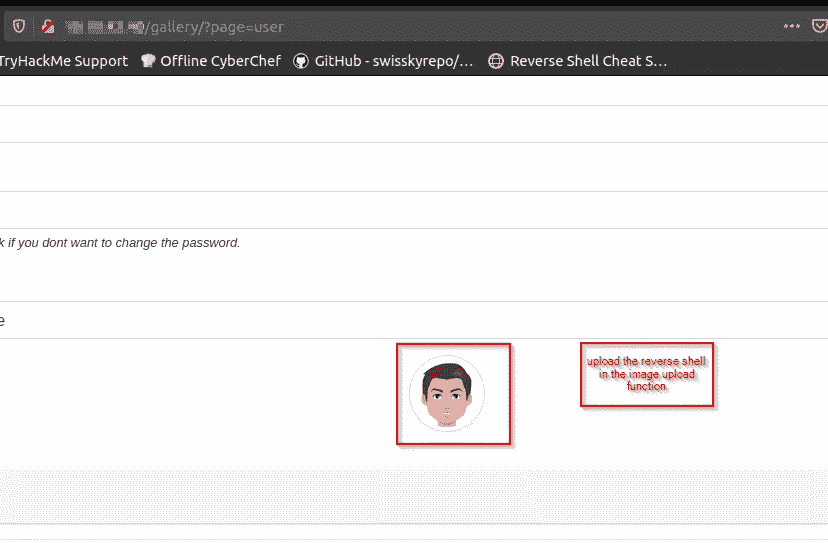 /gallery/?page=user
TryHackMe Support Offline CyberChef GitHub - swisskyrepo/... Reverse Shell Cheat S...
k if you dont want to change the password.
e
upload the reverse shell
in the image upload
function